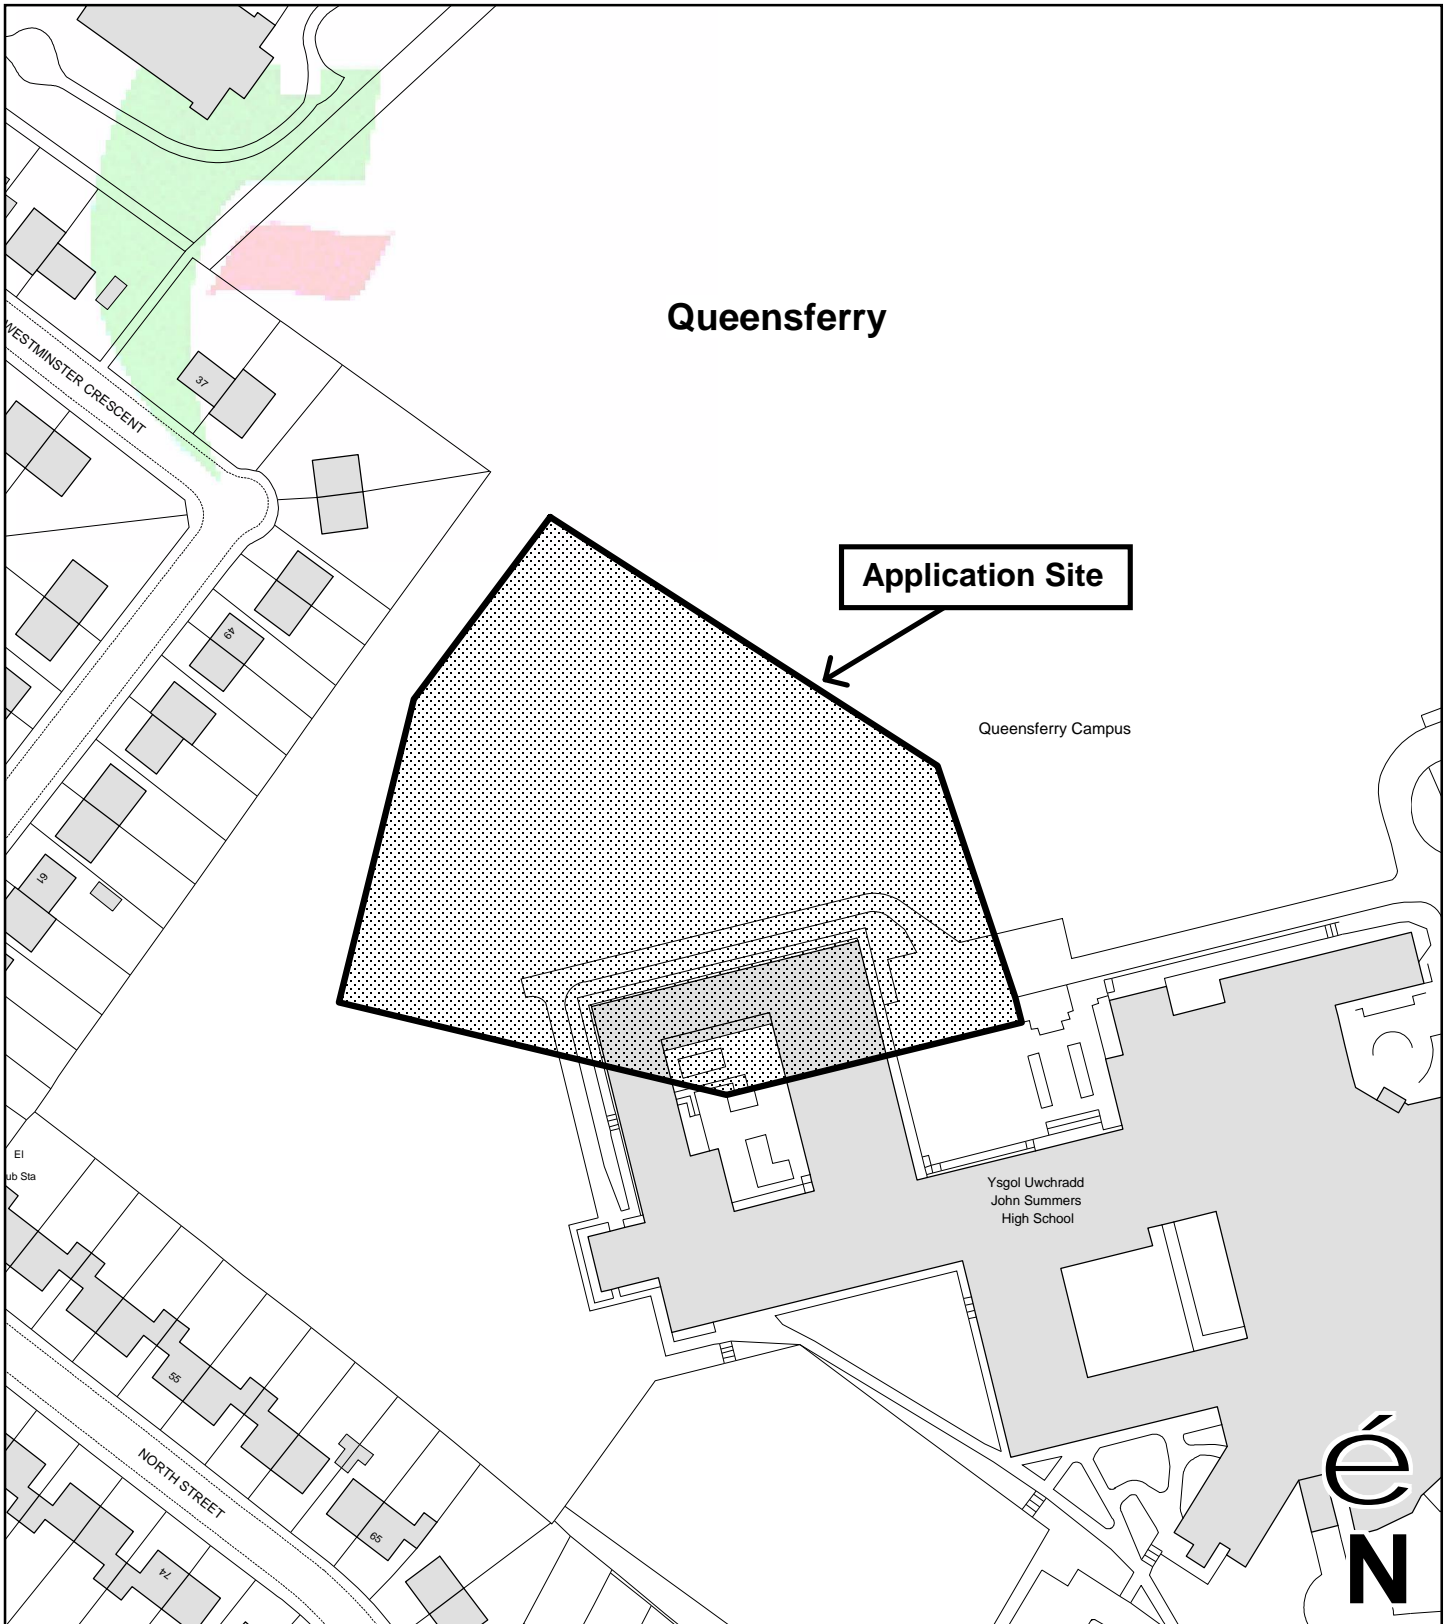 WESTMINSTER CRESCENT
Queensferry
37
Application Site
49
Queensferry Campus
61
El
ub Sta
Ysgol Uwchradd
John Summers
High School
55
NORTH STREET
65
74
é
N